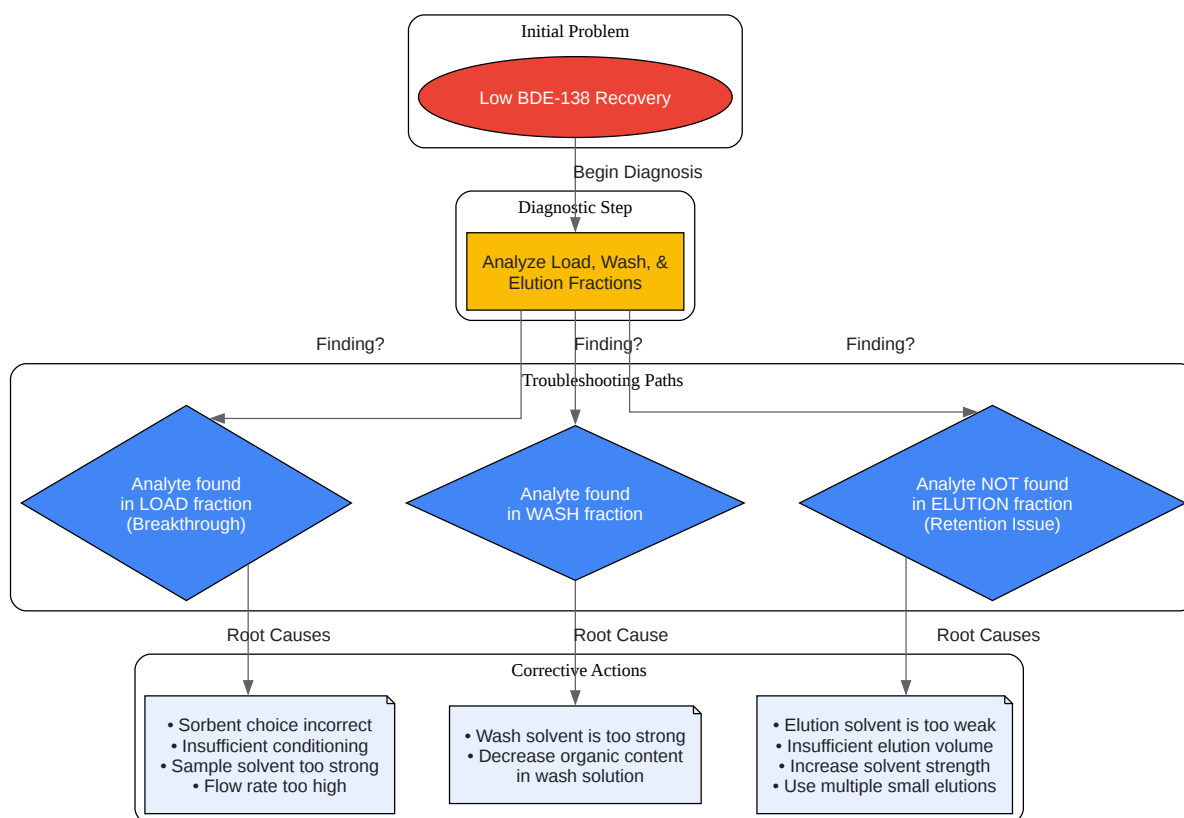 Initial Problem
Low BDE-138 Recovery
Begin Diagnosis
Diagnostic Step
Analyze Load, Wash, &
Elution Fractions
Finding?
Finding?
Finding?
Troubleshooting Paths
Analyte found
in LOAD fraction
(Breakthrough)
Analyte found
in WASH fraction
Analyte NOT found
in ELUTION fraction
(Retention Issue)
Root Causes
Root Cause
Root Causes
Corrective Actions
• Sorbent choice incorrect
• Insufficient conditioning
• Sample solvent too strong
• Flow rate too high
• Wash solvent is too strong
• Decrease organic content
in wash solution
• Elution solvent is too weak
• Insufficient elution volume
• Increase solvent strength
• Use multiple small elutions